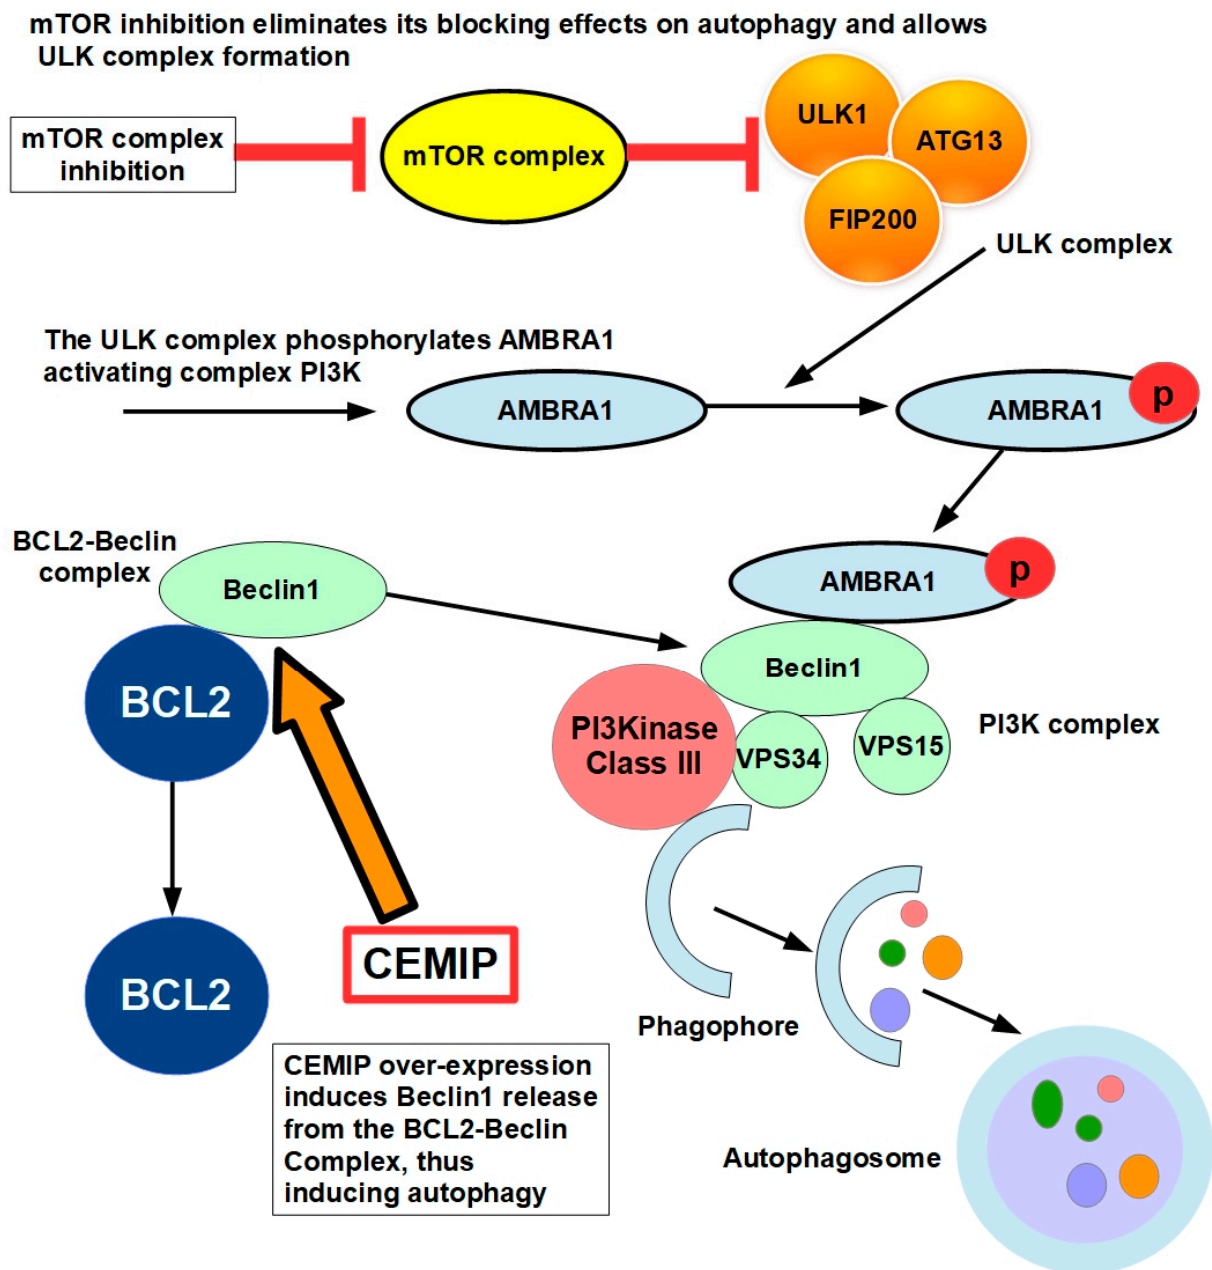 mTOR inhibition eliminates its blocking effects on autophagy and allows
ULK complex formation
mTOR complex
inhibition
mTOR complex
ULK1
ATG13
FIP200
ULK complex
The ULK complex phosphorylates AMBRA1
activating complex PI3K
AMBRA1
AMBRA1
p
BCL2-Beclin
complex
Beclin1
BCL2
AMBRA1
p
Beclin1
PI3Kinase
Class III
VPS34
VPS15
PI3K complex
BCL2
CEMIP
Phagophore
CEMIP over-expression
induces Beclin1 release
from the BCL2-Beclin
Complex, thus
inducing autophagy
Autophagosome